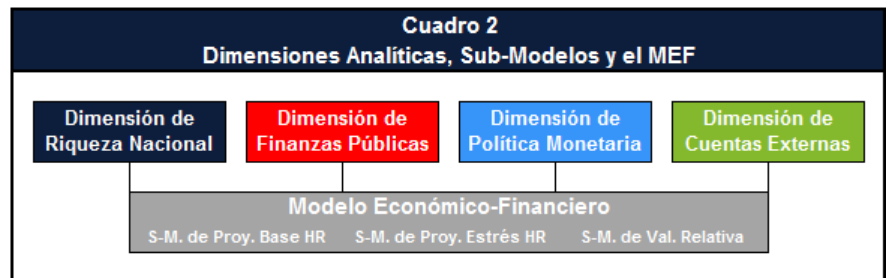 Cuadro 2
Dimensiones Analíticas, Sub-Modelos y el MEF
Dimensión de
Riqueza Nacional
Dimensión de
Finanzas Públicas
Dimensión de
Política Monetaria
Dimensión de
Cuentas Externas
Modelo Económico-Financiero
S-M. de Proy. Base HR
S-M. de Proy. Estrés HR
S-M. de Val. Relativa